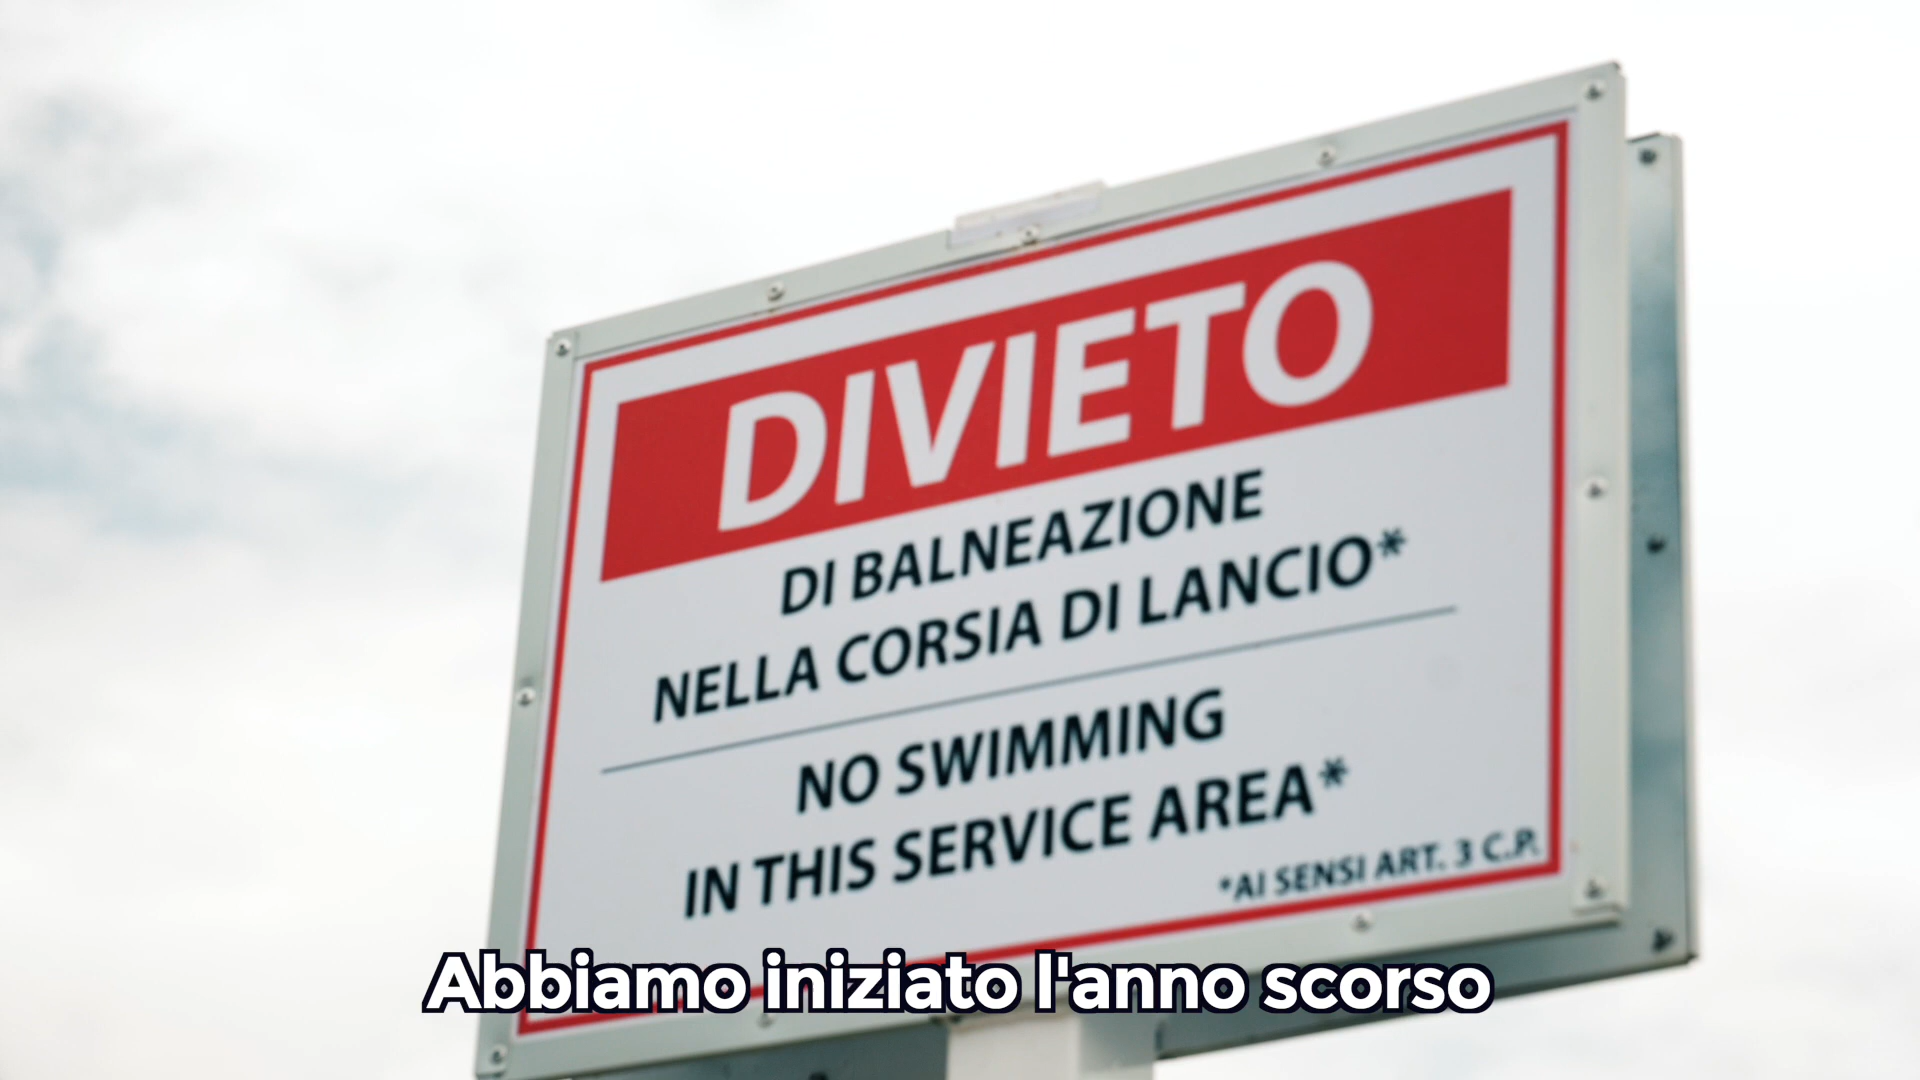 DIVIETO
DI BALNEAZIONE
NELLA CORSIA DI LANCIO*
NO SWIMMING
IN THIS SERVICE AREA*
*AI SENSI ART. 3 C.P.
Abbiamo iniziato l'anno scorso